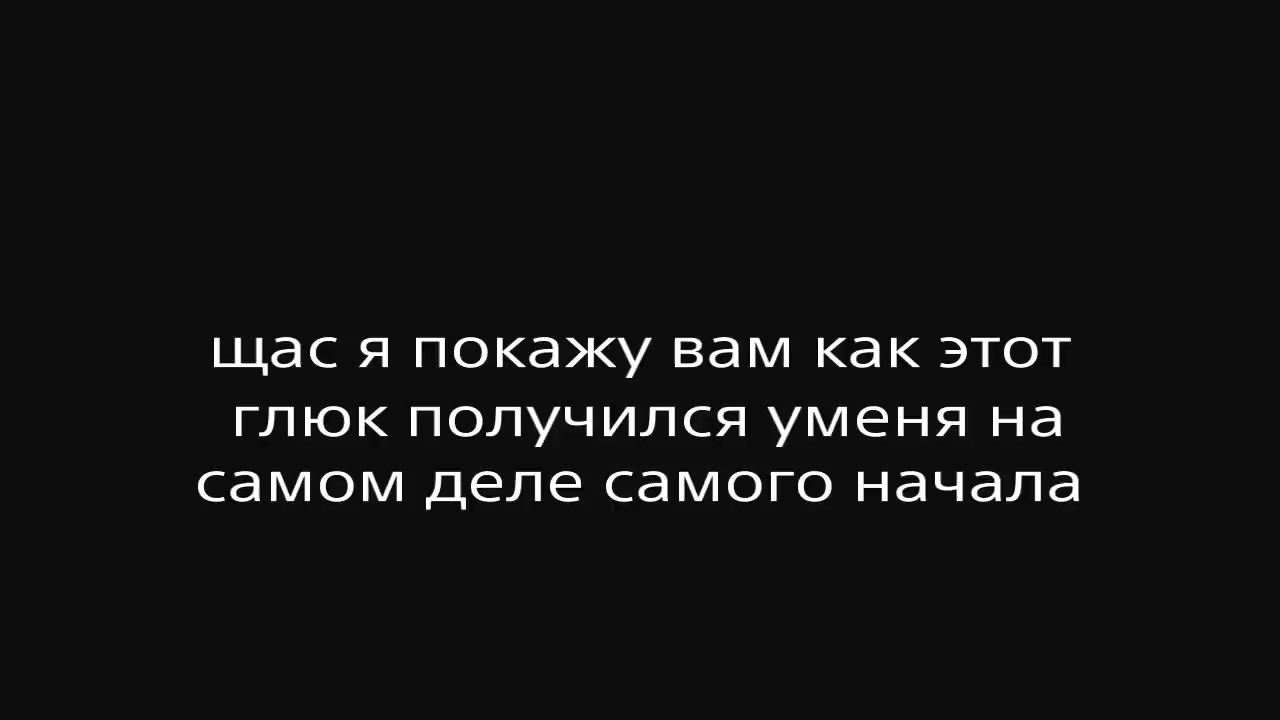 щас я покажу вам как этот
глюк получился уменя на
самом деле самого начала